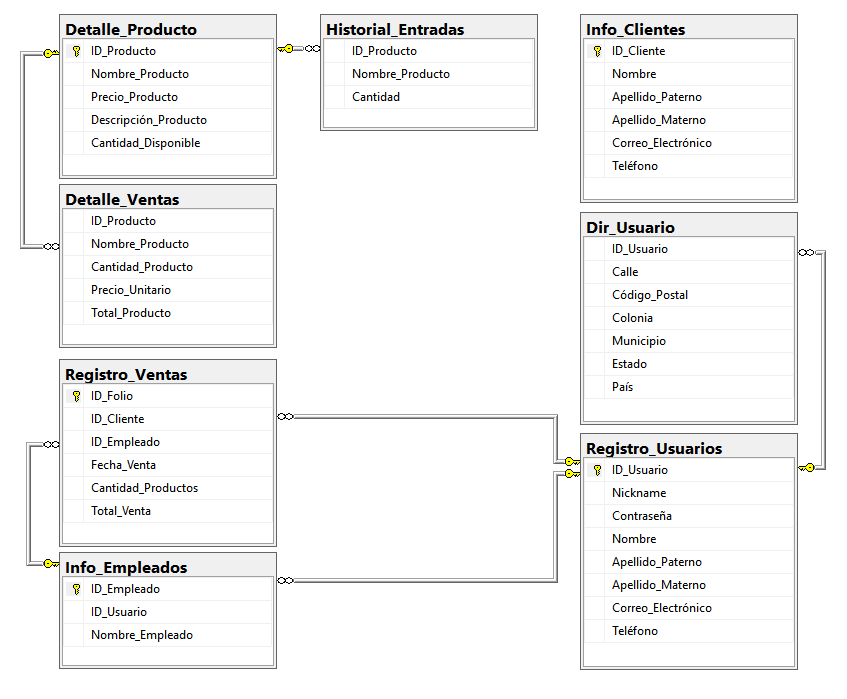 Detalle_Producto
ID_Producto
Nombre_Producto
Precio_Producto
Descripción_Producto
Cantidad_Disponible
Historial_Entradas
ID_Producto
Nombre_Producto
Cantidad
Info_Clientes
ID_Cliente
Nombre
Apellido_Paterno
Apellido_Materno
Correo_Electrónico
Teléfono
Detalle_Ventas
ID_Producto
Nombre_Producto
Cantidad_Producto
Precio_Unitario
Total_Producto
Dir_Usuario
ID_Usuario
Calle
Código_Postal
Colonia
Municipio
Estado
País
Registro_Ventas
ID_Folio
ID_Cliente
ID_Empleado
Fecha_Venta
Cantidad_Productos
Total_Venta
Registro_Usuarios
ID_Usuario
Nickname
Contraseña
Nombre
Apellido_Paterno
Apellido_Materno
Correo_Electrónico
Teléfono
Info_Empleados
ID_Empleado
ID_Usuario
Nombre_Empleado